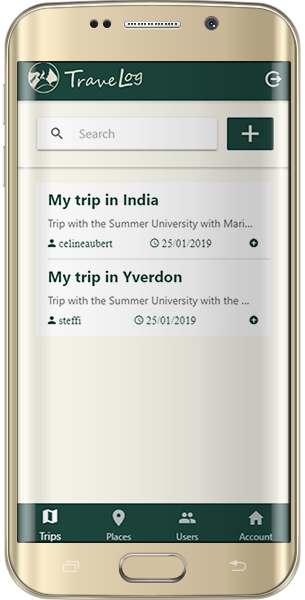 TraveLog
Search
My trip in India
Trip with the Summer University with Mari...
celineaubert 25/01/2019
My trip in Yverdon
Trip with the Summer University with the ...
steffi 25/01/2019
Trips Places Users Account